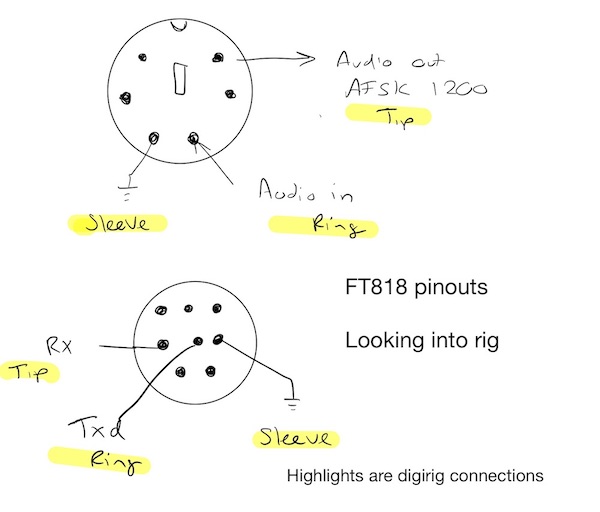 Audio out
AFSK 1200
Tip
Audio in
Sleeve
Ring
FT818 pinouts
Looking into rig
Rx
Tip
Txd
Ring
Sleeve
Highlights are digirig connections